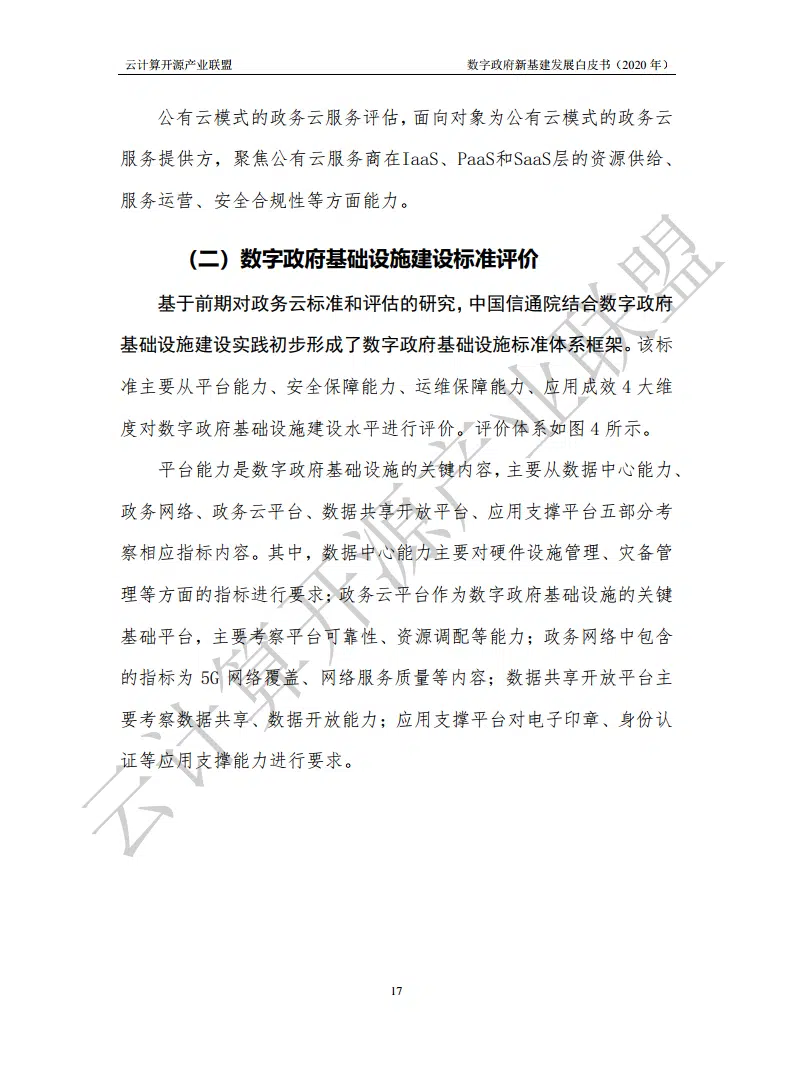 云计算开源产业联盟 数字政府新基建发展白皮书（2020 年）
公有云模式的政务云服务评估，面向对象为公有云模式的政务云
服务提供方，聚焦公有云服务商在IaaS、PaaS和SaaS层的资源供给、
服务运营、安全合规性等方面能力。
（二）数字政府基础设施建设标准评价
基于前期对政务云标准和评估的研究，中国信通院结合数字政府
基础设施建设实践初步形成了数字政府基础设施标准体系框架。该标
准主要从平台能力、安全保障能力、运维保障能力、应用成效 4 大维
度对数字政府基础设施建设水平进行评价。评价体系如图 4 所示。
平台能力是数字政府基础设施的关键内容，主要从数据中心能力、
政务网络、政务云平台、数据共享开放平台、应用支撑平台五部分考
察相应指标内容。其中，数据中心能力主要对硬件设施管理、灾备管
理等方面的指标进行要求；政务云平台作为数字政府基础设施的关键
基础平台，主要考察平台可靠性、资源调配等能力；政务网络中包含
的指标为 5G 网络覆盖、网络服务质量等内容；数据共享开放平台主
要考察数据共享、数据开放能力；应用支撑平台对电子印章、身份认
证等应用支撑能力进行要求。
云计算开源产业联盟
17